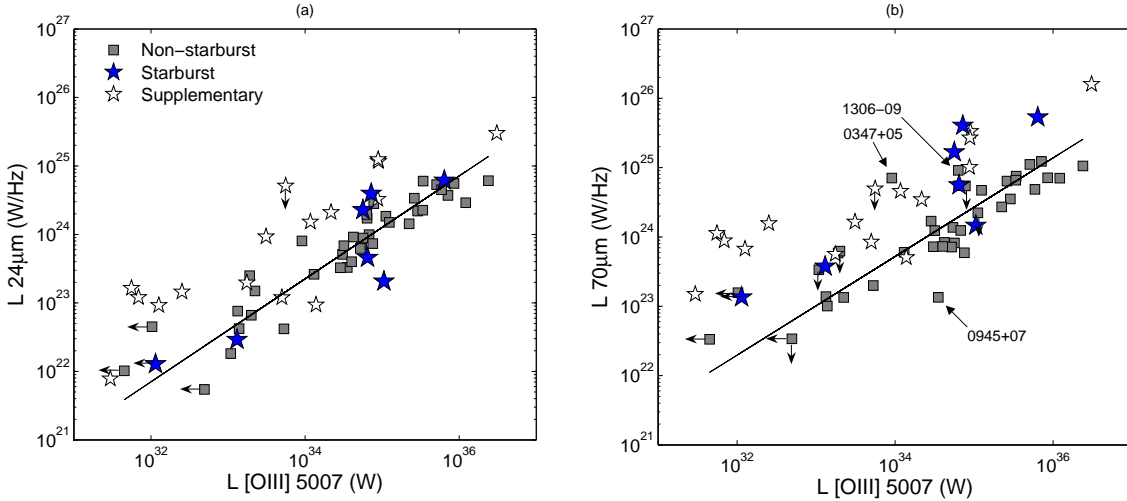 (a)
10^27
10^26
10^25
10^24
10^23
10^22
10^21
L 24μm (W/Hz)
Non−starburst
Starburst
Supplementary
10^32
10^34
10^36
L [OIII] 5007 (W)
(b)
10^27
10^26
10^25
10^24
10^23
10^22
10^21
L 70μm (W/Hz)
1306−09
0347+05
0945+07
10^32
10^34
10^36
L [OIII] 5007 (W)